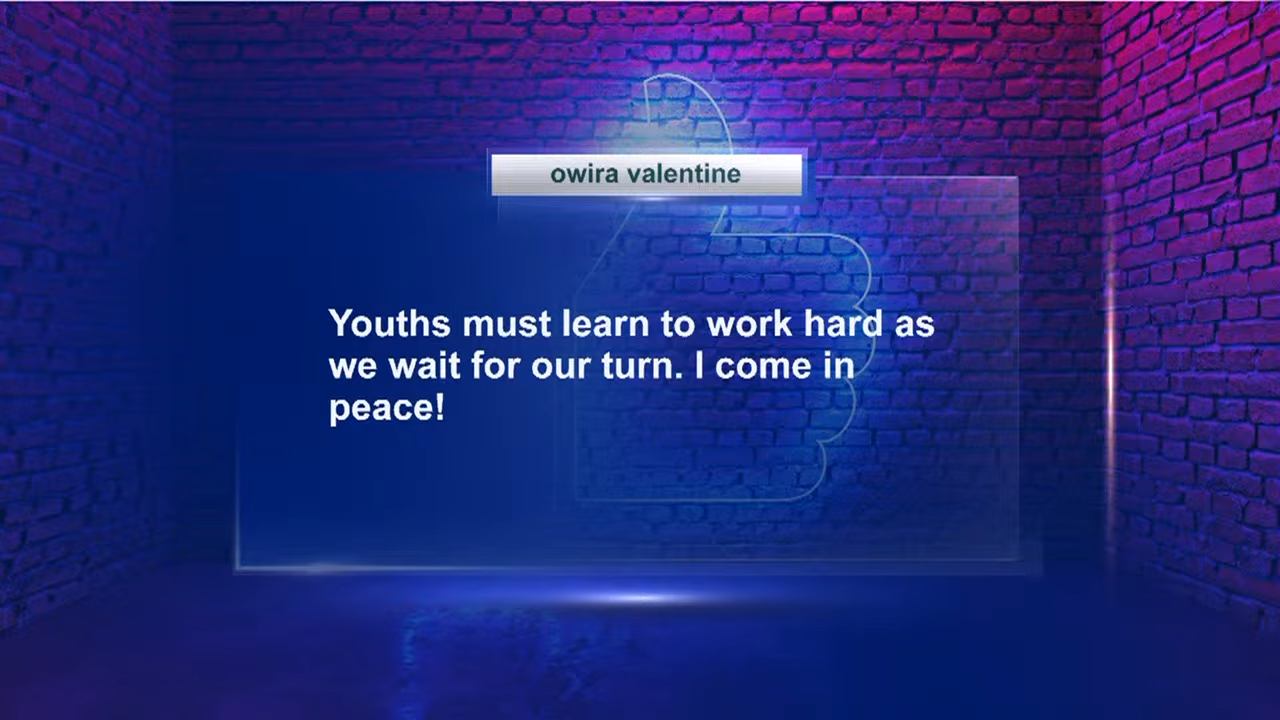 owira valentine
Youths must learn to work hard as
we wait for our turn. I come in
peace!